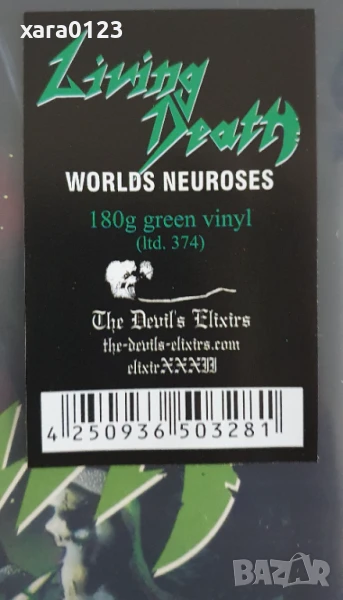 xara0123
Living
Death
WORLDS NEUROSES
180g green vinyl
(ltd. 374)
The Devil's Elixirs
the-devils-elixirs.com
elixirXXXII
4 250936 503281
BAZAR